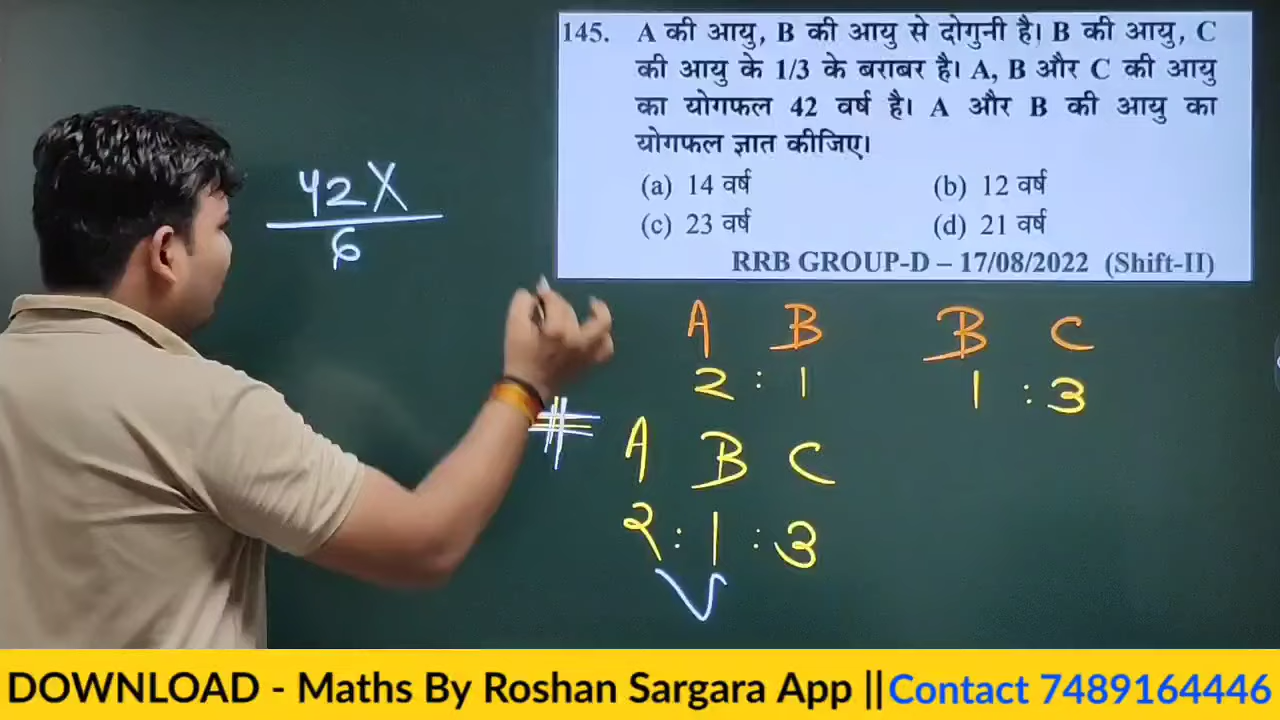 145. A की आयु, B की आयु से दोगुनी है। B की आयु, C
की आयु के 1/3 के बराबर है। A, B और C की आयु
का योगफल 42 वर्ष है। A और B की आयु का
योगफल ज्ञात कीजिए।
(a) 14 वर्ष (b) 12 वर्ष
(c) 23 वर्ष (d) 21 वर्ष
RRB GROUP-D – 17/08/2022 (Shift-II)
42 X
6
A B B C
2 : 1 1 : 3
A B C
2 : 1 : 3
DOWNLOAD - Maths By Roshan Sargara App || Contact 7489164446